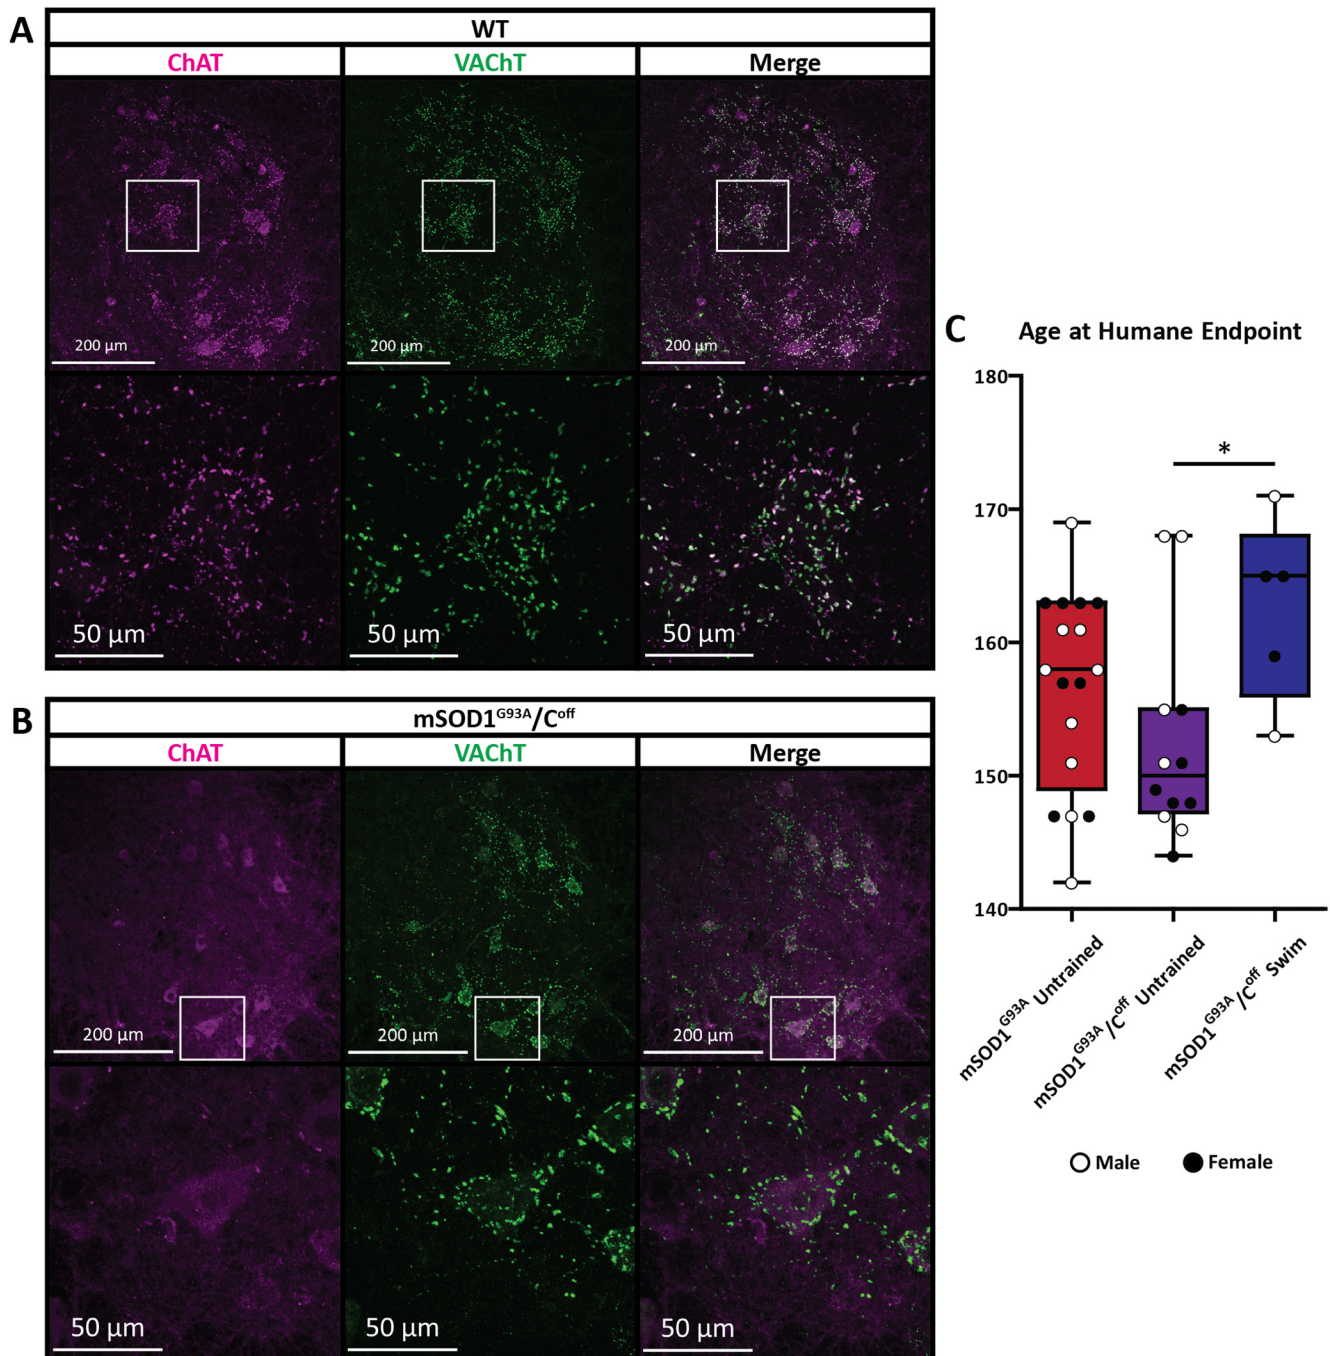 A
WT
ChAT VAChT Merge
200 µm 200 µm 200 µm
50 µm 50 µm 50 µm
B
mSOD1G93A/Coff
ChAT VAChT Merge
200 µm 200 µm 200 µm
50 µm 50 µm 50 µm
C Age at Humane Endpoint
180
*
170
160
150
140
mSOD1G93A Untrained
mSOD1G93A/Coff Untrained
mSOD1G93A/Coff Swim
Male Female